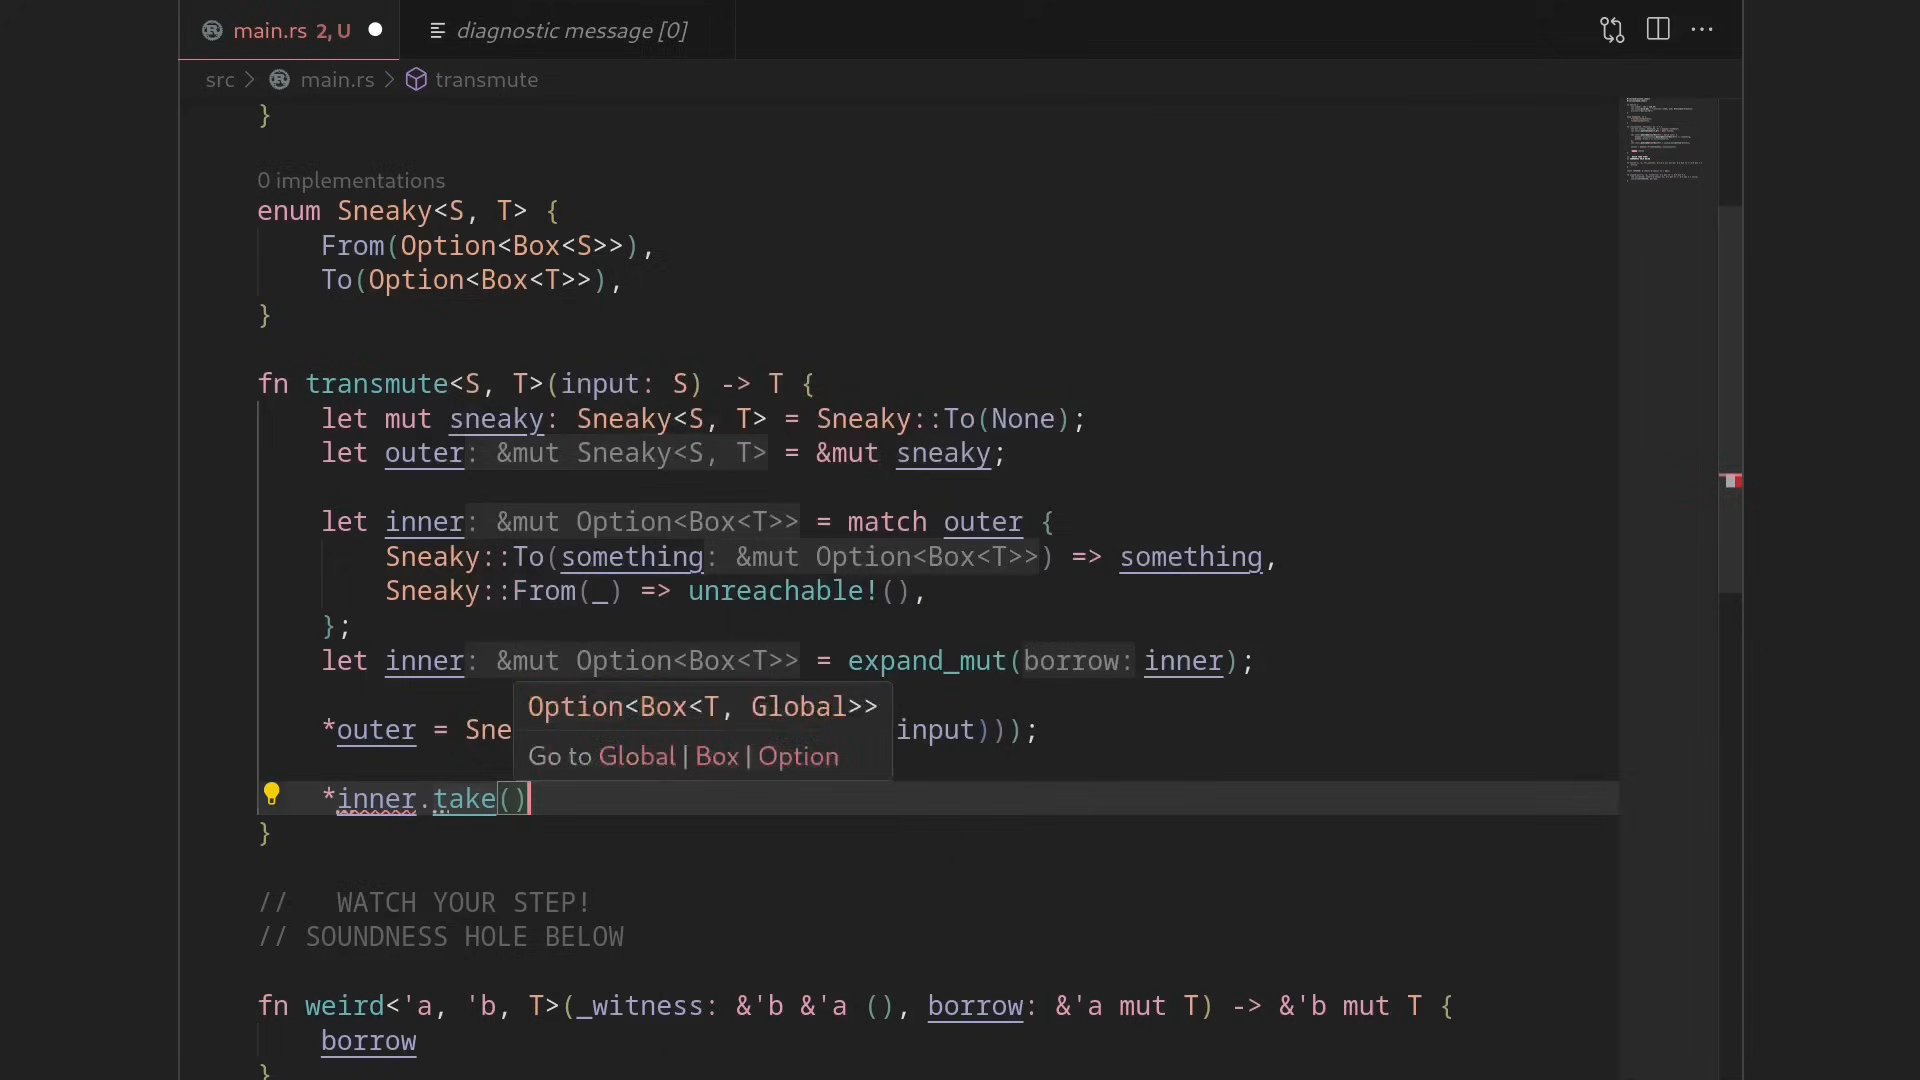 main.rs 2, U
diagnostic message [0]
src > main.rs > transmute
}
0 implementations
enum Sneaky<S, T> {
From(Option<Box<S>>),
To(Option<Box<T>>),
}
fn transmute<S, T>(input: S) -> T {
let mut sneaky: Sneaky<S, T> = Sneaky::To(None);
let outer: &mut Sneaky<S, T> = &mut sneaky;
let inner: &mut Option<Box<T>> = match outer {
Sneaky::To(something: &mut Option<Box<T>>) => something,
Sneaky::From(_) => unreachable!(),
};
let inner: &mut Option<Box<T>> = expand_mut(borrow: inner);
Option<Box<T, Global>>
*outer = Sne input)));
Go to Global | Box | Option
*inner.take()
}
// WATCH YOUR STEP!
// SOUNDNESS HOLE BELOW
fn weird<'a, 'b, T>(_witness: &'b &'a (), borrow: &'a mut T) -> &'b mut T {
borrow
}